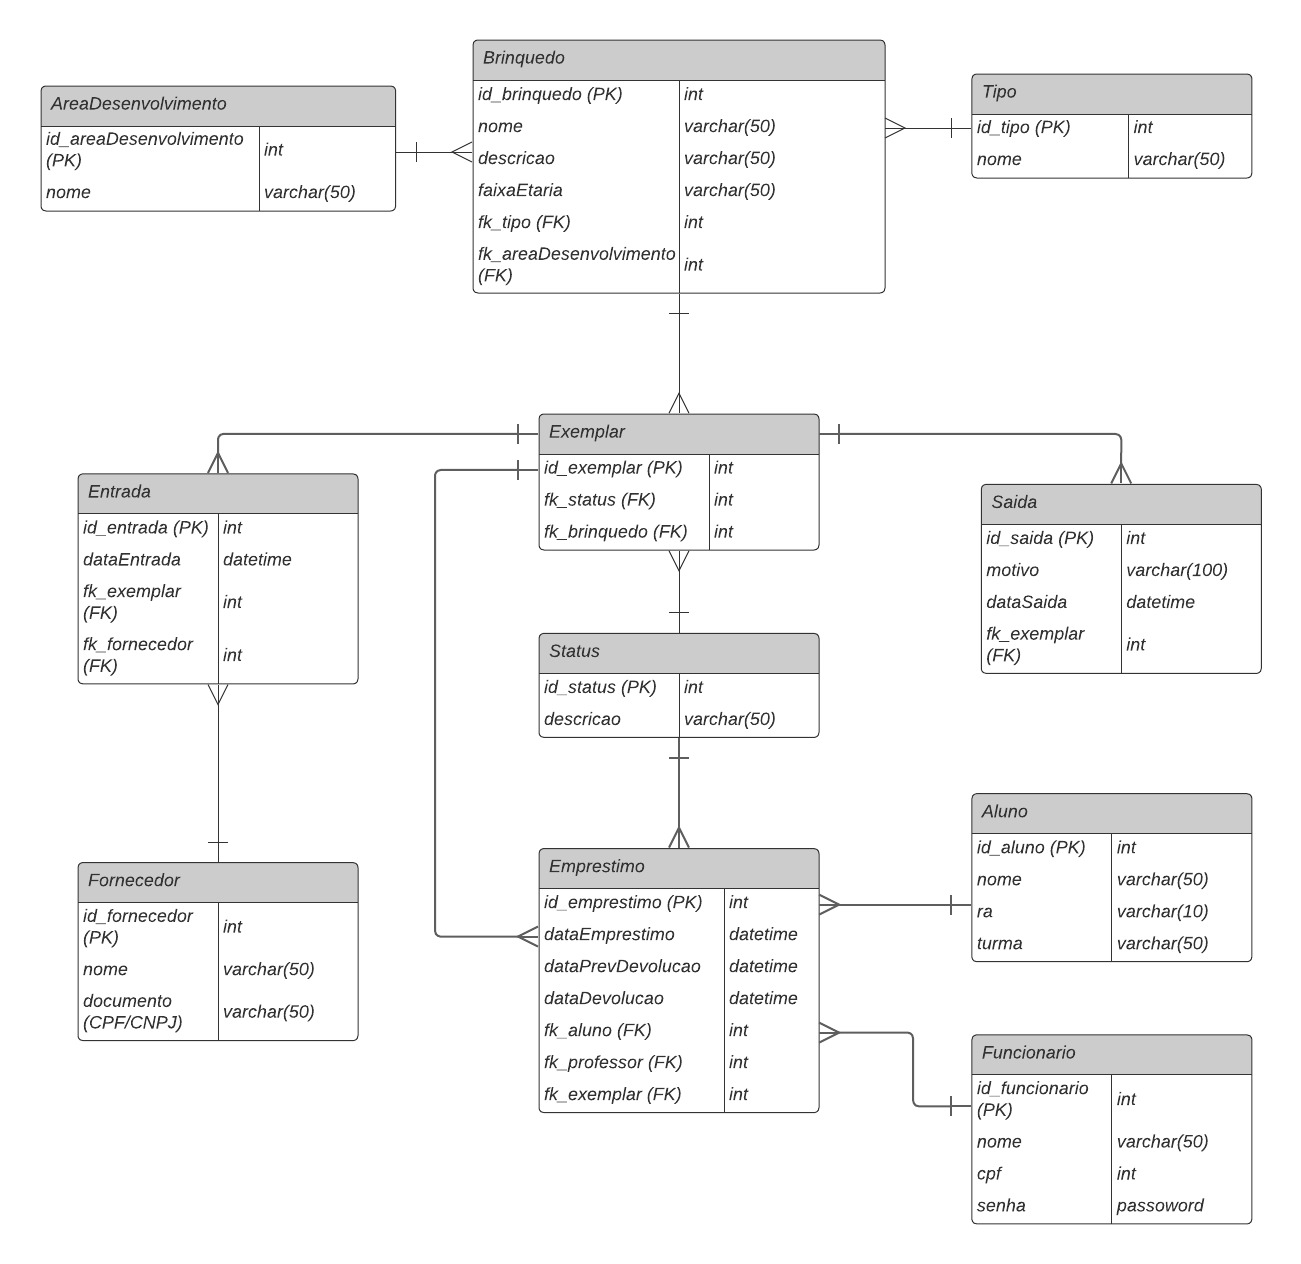 Brinquedo
id_brinquedo (PK) int
nome varchar(50)
descricao varchar(50)
faixaEtaria varchar(50)
fk_tipo (FK) int
fk_areaDesenvolvimento
(FK) int
AreaDesenvolvimento
id_areaDesenvolvimento
(PK) int
nome varchar(50)
Tipo
id_tipo (PK) int
nome varchar(50)
Exemplar
id_exemplar (PK) int
fk_status (FK) int
fk_brinquedo (FK) int
Entrada
id_entrada (PK) int
dataEntrada datetime
fk_exemplar
(FK) int
fk_fornecedor
(FK) int
Saida
id_saida (PK) int
motivo varchar(100)
dataSaida datetime
fk_exemplar
(FK) int
Status
id_status (PK) int
descricao varchar(50)
Fornecedor
id_fornecedor
(PK) int
nome varchar(50)
documento
(CPF/CNPJ) varchar(50)
Emprestimo
id_emprestimo (PK) int
dataEmprestimo datetime
dataPrevDevolucao datetime
dataDevolucao datetime
fk_aluno (FK) int
fk_professor (FK) int
fk_exemplar (FK) int
Aluno
id_aluno (PK) int
nome varchar(50)
ra varchar(10)
turma varchar(50)
Funcionario
id_funcionario
(PK) int
nome varchar(50)
cpf int
senha passoword